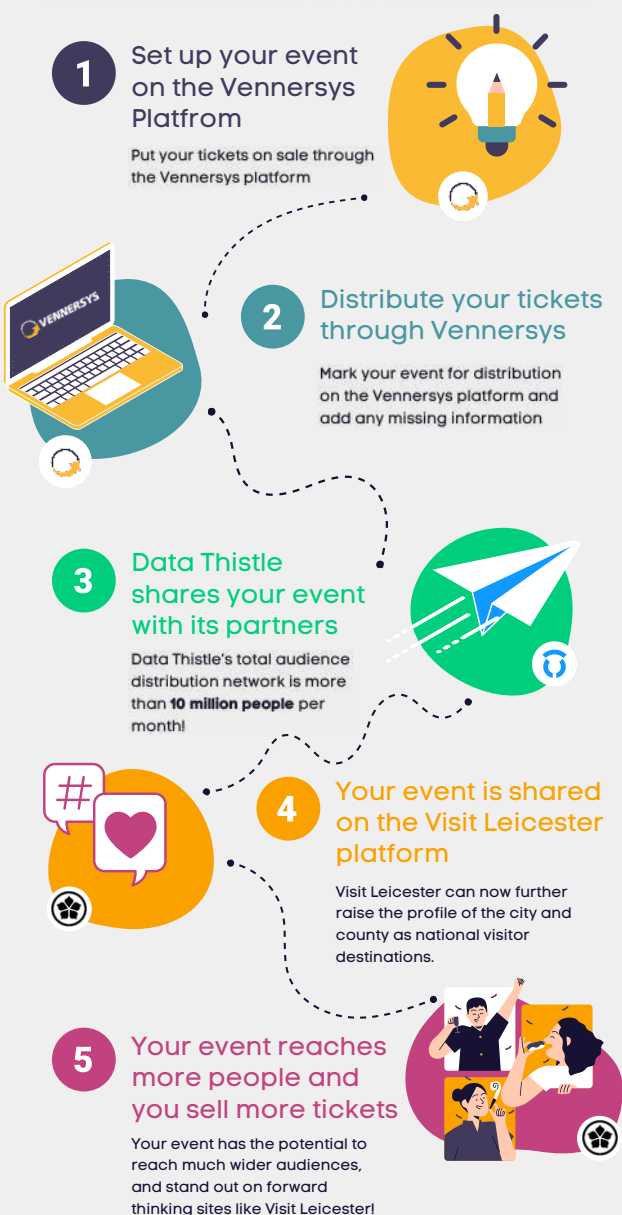 1
Set up your event
on the Vennersys
Platfrom
Put your tickets on sale through
the Vennersys platform
VENNERSYS
2
Distribute your tickets
through Vennersys
Mark your event for distribution
on the Vennersys platform and
add any missing information
3
Data Thistle
shares your event
with its partners
Data Thistle's total audience
distribution network is more
than 10 million people per
month!
#
4
Your event is shared
on the Visit Leicester
platform
Visit Leicester can now further
raise the profile of the city and
county as national visitor
destinations.
5
Your event reaches
more people and
you sell more tickets
Your event has the potential to
reach much wider audiences,
and stand out on forward
thinking sites like Visit Leicester!